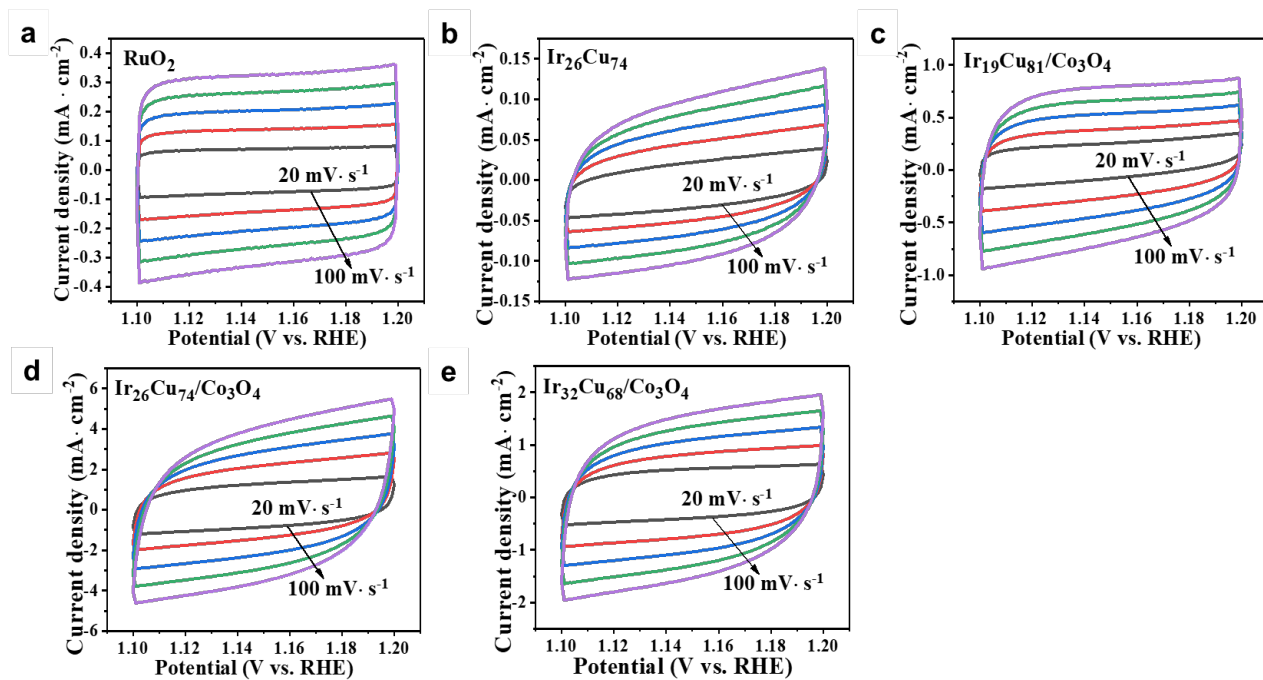 a
RuO₂
Current density (mA· cm⁻²)
0.4
0.3
0.2
0.1
0.0
-0.1
-0.2
-0.3
-0.4
20 mV· s⁻¹
100 mV· s⁻¹
1.10 1.12 1.14 1.16 1.18 1.20
Potential (V vs. RHE)
b
Ir₂₆Cu₇₄
Current density (mA· cm⁻²)
0.15
0.10
0.05
0.00
-0.05
-0.10
-0.15
20 mV· s⁻¹
100 mV· s⁻¹
1.10 1.12 1.14 1.16 1.18 1.20
Potential (V vs. RHE)
c
Ir₁₉Cu₈₁/Co₃O₄
Current density (mA· cm⁻²)
1.0
0.5
0.0
-0.5
-1.0
20 mV· s⁻¹
100 mV· s⁻¹
1.10 1.12 1.14 1.16 1.18 1.20
Potential (V vs. RHE)
d
Ir₂₆Cu₇₄/Co₃O₄
Current density (mA· cm⁻²)
6
4
2
0
-2
-4
-6
20 mV· s⁻¹
100 mV· s⁻¹
1.10 1.12 1.14 1.16 1.18 1.20
Potential (V vs. RHE)
e
Ir₃₂Cu₆₈/Co₃O₄
Current density (mA· cm⁻²)
2
1
0
-1
-2
20 mV· s⁻¹
100 mV· s⁻¹
1.10 1.12 1.14 1.16 1.18 1.20
Potential (V vs. RHE)